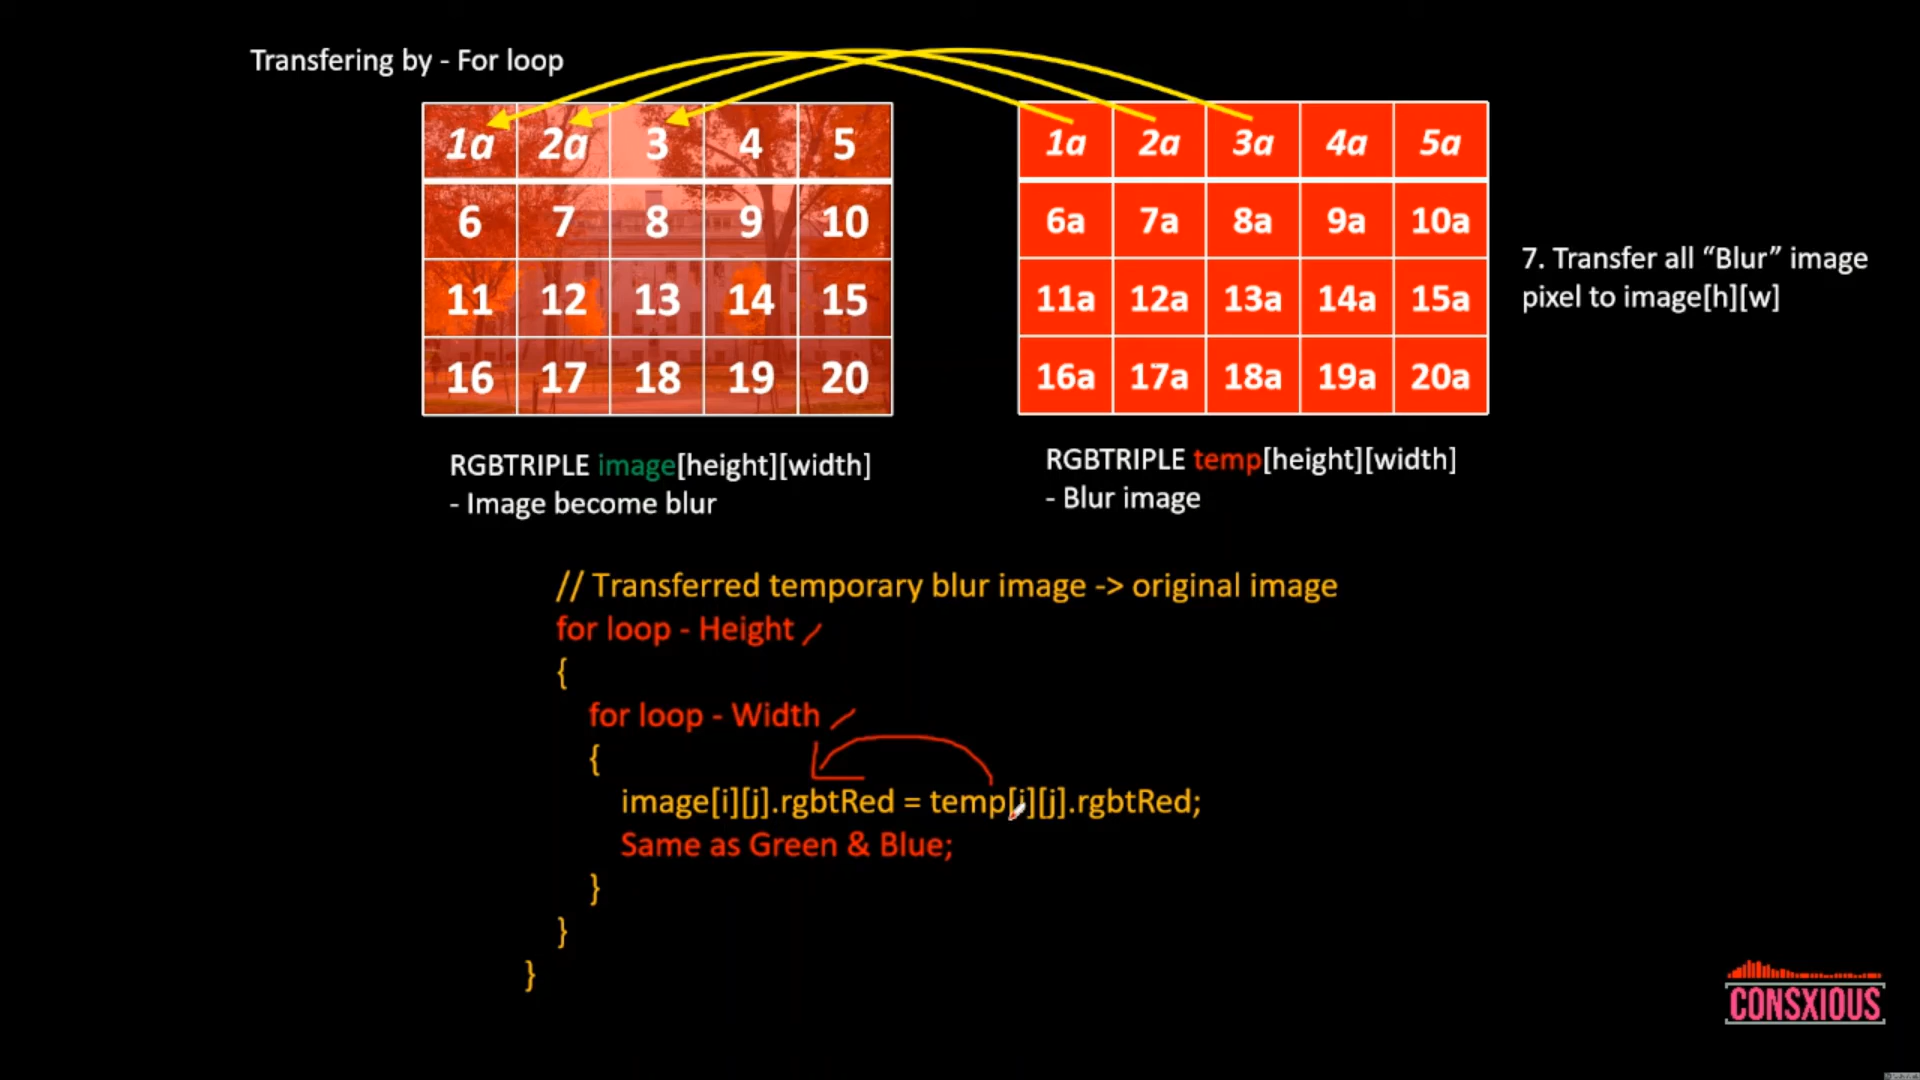 Transfering by - For loop
1a 2a 3 4 5
6 7 8 9 10
11 12 13 14 15
16 17 18 19 20
1a 2a 3a 4a 5a
6a 7a 8a 9a 10a
11a 12a 13a 14a 15a
16a 17a 18a 19a 20a
7. Transfer all “Blur” image
pixel to image[h][w]
RGBTRIPLE image[height][width]
- Image become blur
RGBTRIPLE temp[height][width]
- Blur image
// Transferred temporary blur image -> original image
for loop - Height
{
for loop - Width
{
image[i][j].rgbtRed = temp[i][j].rgbtRed;
Same as Green & Blue;
}
}
}
CONSXIOUS